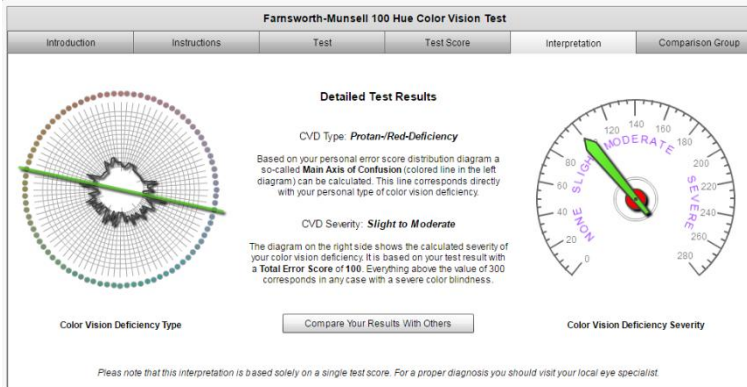 Farnsworth-Munsell 100 Hue Color Vision Test
Introduction
Instructions
Test
Test Score
Interpretation
Comparison Group
Detailed Test Results
CVD Type: Protan-/Red-Deficiency
Based on your personal error score distribution diagram a
so-called Main Axis of Confusion (colored line in the left
diagram) can be calculated. This line corresponds directly
with your personal type of color vision deficiency.
CVD Severity: Slight to Moderate
The diagram on the right side shows the calculated severity of
your color vision deficiency. It is based on your test result with
a Total Error Score of 100. Everything above the value of 300
corresponds in any case with a severe color blindness.
0
20
40
60
80
120
140
160
180
200
220
240
260
280
NONE
MODERATE
SEVERE
Color Vision Deficiency Type
Compare Your Results With Others
Color Vision Deficiency Severity
Pleas note that this interpretation is based solely on a single test score. For a proper diagnosis you should visit your local eye specialist.